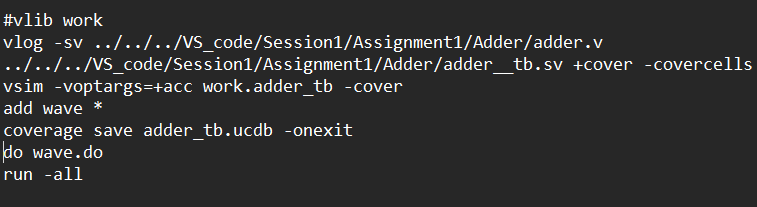 #vlib work
vlog -sv ../../../VS_code/Session1/Assignment1/Adder/adder.v
../../../VS_code/Session1/Assignment1/Adder/adder__tb.sv +cover -covercells
vsim -voptargs=+acc work.adder_tb -cover
add wave *
coverage save adder_tb.ucdb -onexit
do wave.do
run -all